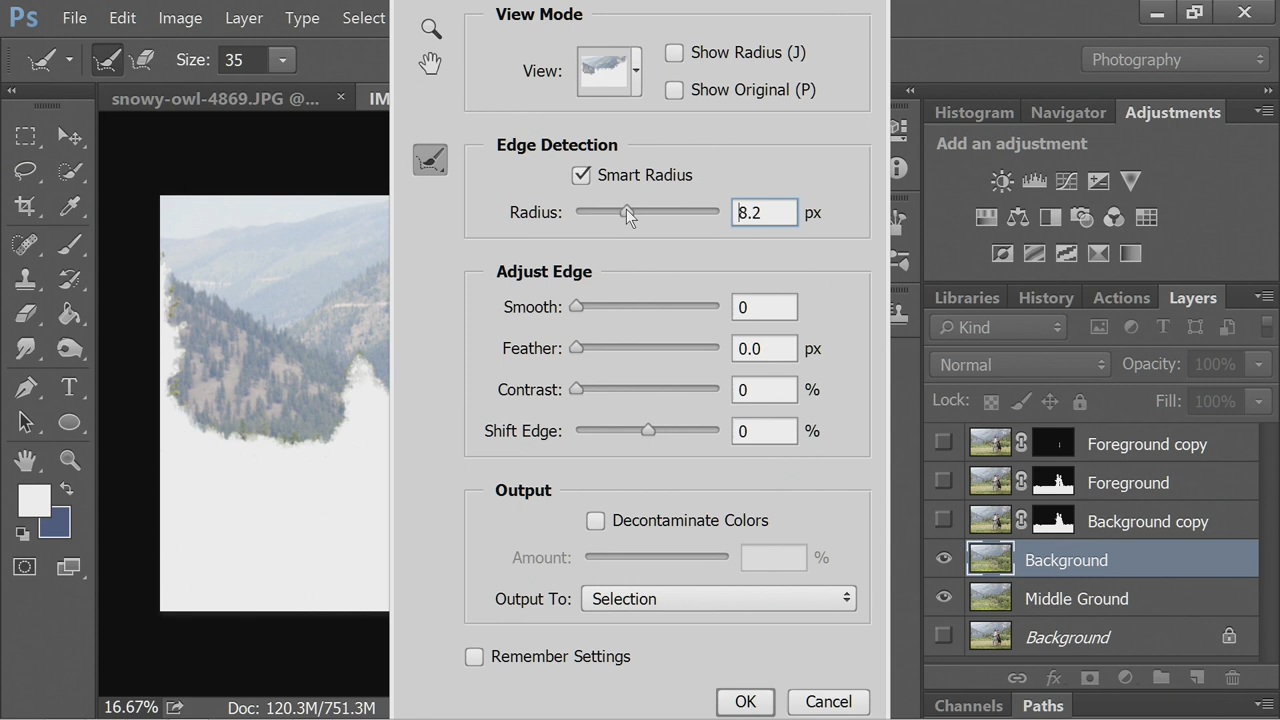 Ps File Edit Image Layer Type Select
Size: 35
Photography
snowy-owl-4869.JPG @... × IM
View Mode
View:
Show Radius (J)
Show Original (P)
Edge Detection
Smart Radius
Radius: 8.2 px
Adjust Edge
Smooth: 0
Feather: 0.0 px
Contrast: 0 %
Shift Edge: 0 %
Output
Decontaminate Colors
Amount: %
Output To: Selection
Remember Settings
OK Cancel
16.67% Doc: 120.3M/751.3M
Histogram Navigator Adjustments
Add an adjustment
Libraries History Actions Layers
Kind
Normal Opacity: 100%
Lock: Fill: 100%
Foreground copy
Foreground
Background copy
Background
Middle Ground
Background
fx
Channels Paths